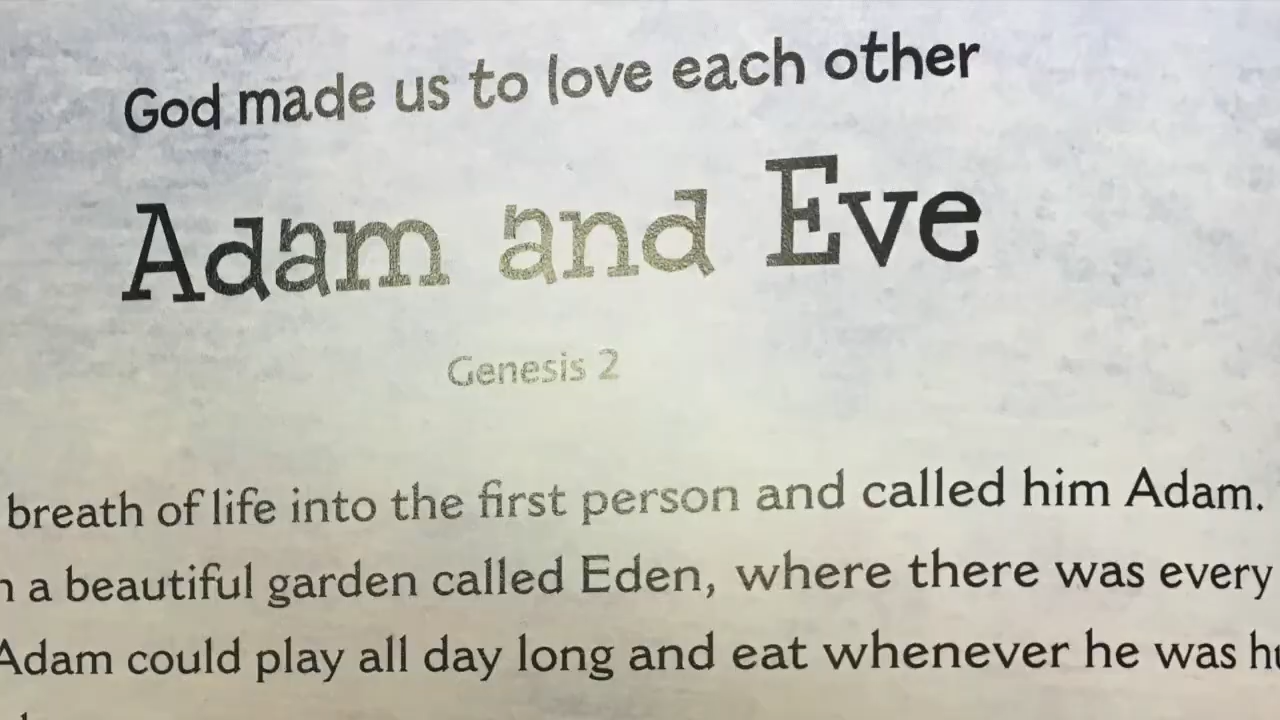 God made us to love each other
Adam and Eve
Genesis 2
breath of life into the first person and called him Adam.
a beautiful garden called Eden, where there was every
Adam could play all day long and eat whenever he was